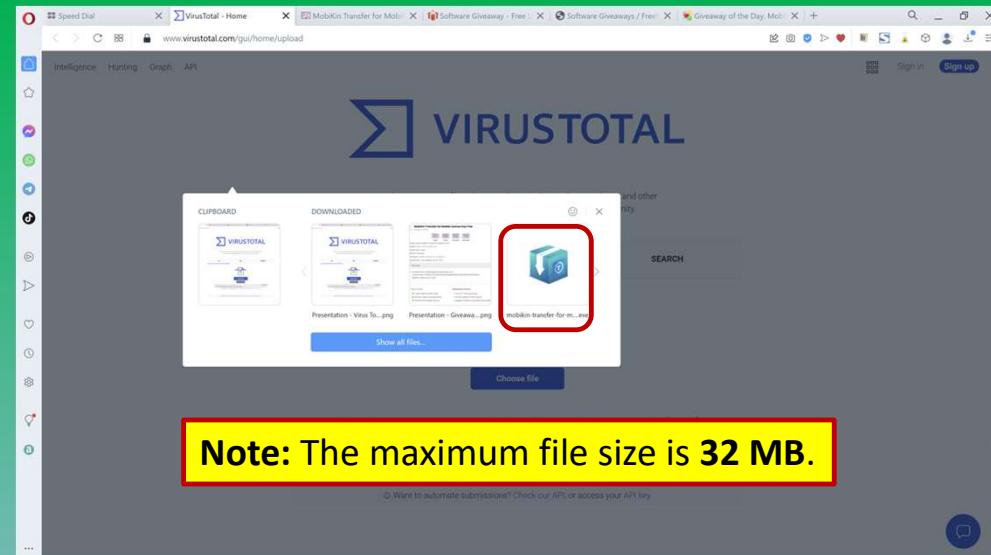 Speed Dial
VirusTotal - Home
MobiKin Transfer for Mobi
Software Giveaway - Free
Software Giveaways / Free
Giveaway of the Day. Mobi
www.virustotal.com/gui/home/upload
Intelligence Hunting Graph API
Sign in
Sign up
VIRUSTOTAL
and other
CLIPBOARD
DOWNLOADED
SEARCH
VIRUSTOTAL
VIRUSTOTAL
Presentation - Virus To...png
Presentation - Giveawa...png
mobikin-transfer-for-m...exe
Show all files...
Choose file
Note: The maximum file size is 32 MB.
Want to automate submissions? Check our API, or access your API key.